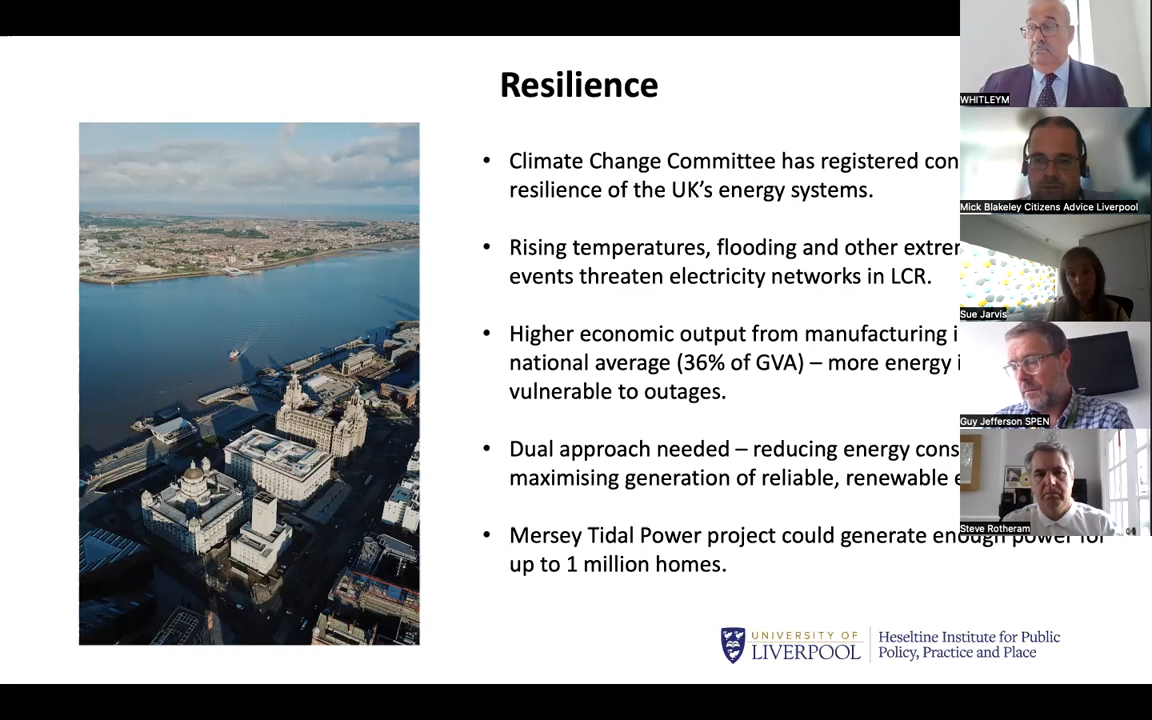 Resilience
• Climate Change Committee has registered con
resilience of the UK’s energy systems.
• Rising temperatures, flooding and other extre
events threaten electricity networks in LCR.
• Higher economic output from manufacturing i
national average (36% of GVA) – more energy i
vulnerable to outages.
• Dual approach needed – reducing energy cons
maximising generation of reliable, renewable e
• Mersey Tidal Power project could generate enough power for
up to 1 million homes.
UNIVERSITY OF
LIVERPOOL
Heseltine Institute for Public
Policy, Practice and Place
WHITLEYM
Mick Blakeley Citizens Advice Liverpool
Sue Jarvis
Guy Jefferson SPEN
Steve Rotheram